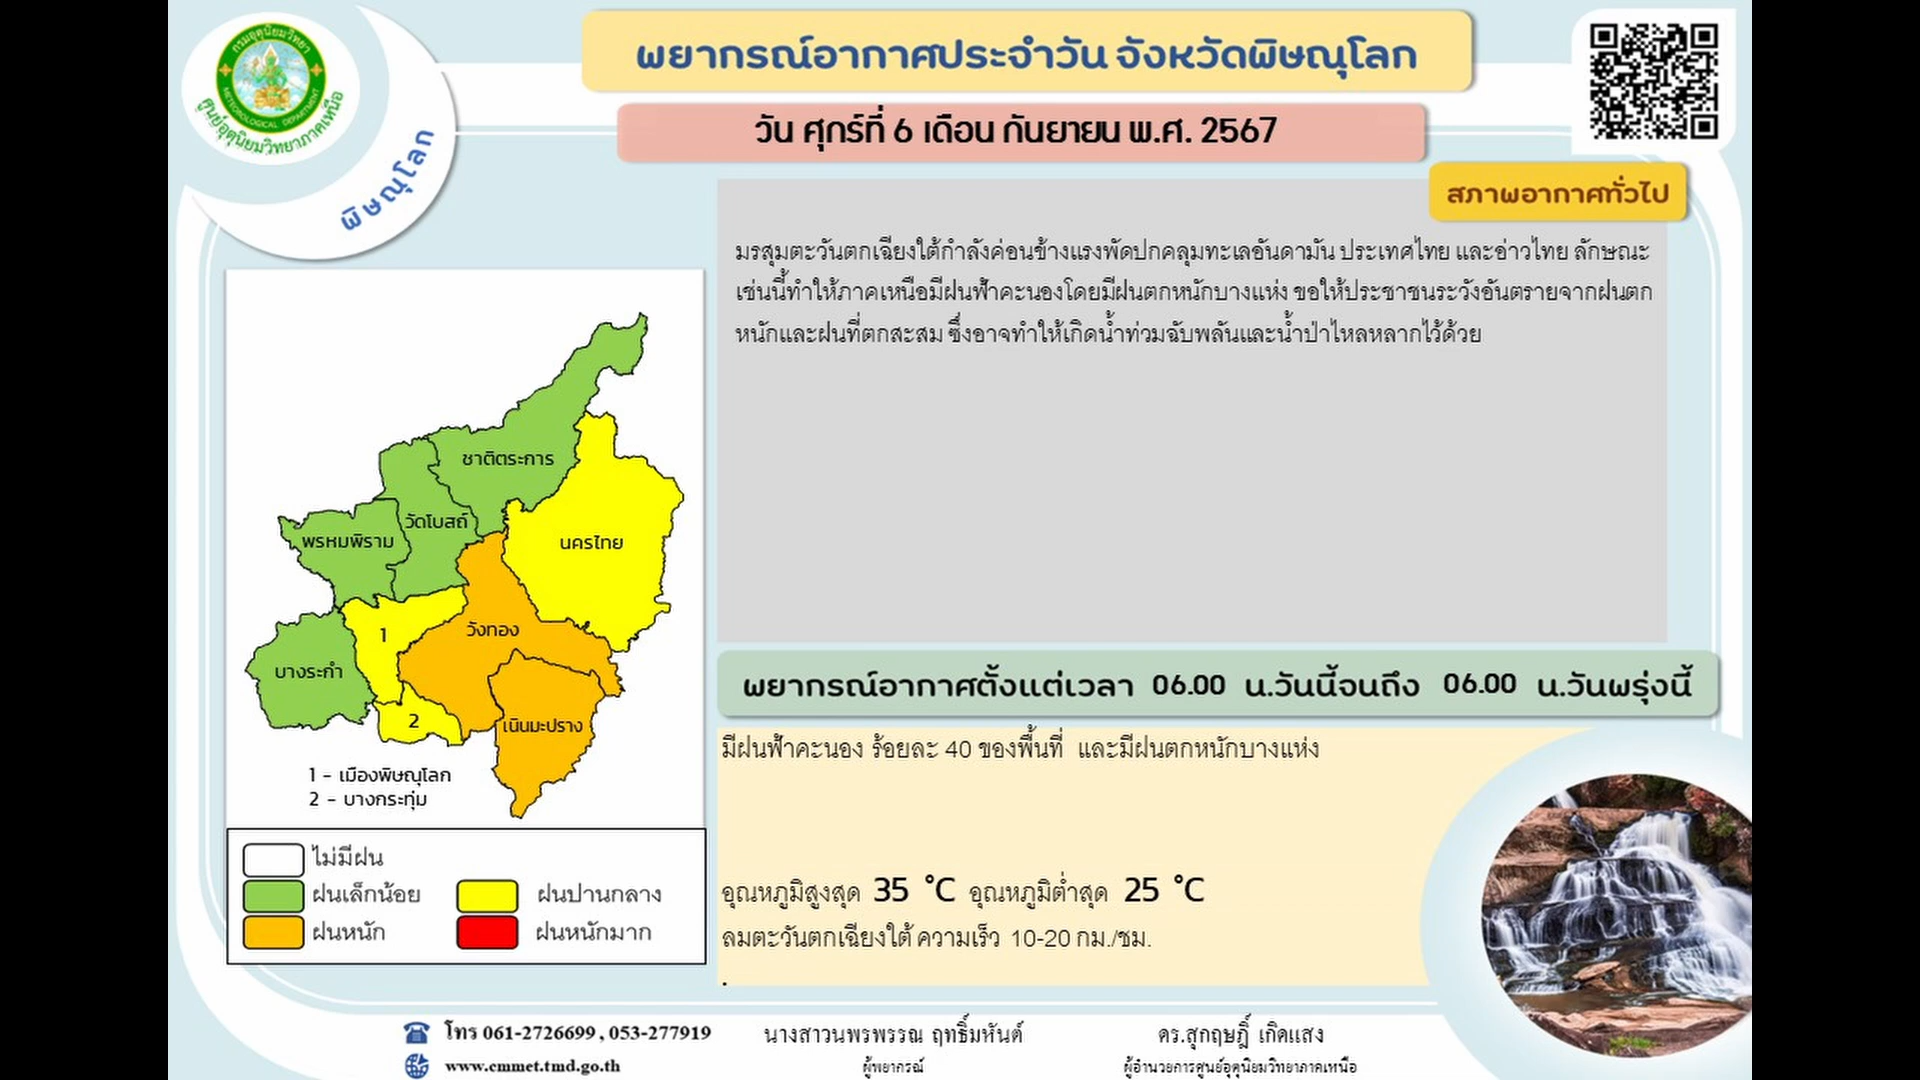 กรมอุตุนิยมวิทยา
METEOROLOGICAL DEPARTMENT
ศูนย์อุตุนิยมวิทยาภาคเหนือ
พิษณุโลก
พยากรณ์อากาศประจำวัน จังหวัดพิษณุโลก
วัน ศุกร์ที่ 6 เดือน กันยายน พ.ศ. 2567
สภาพอากาศทั่วไป
มรสุมตะวันตกเฉียงใต้กำลังค่อนข้างแรงพัดปกคลุมทะเลอันดามัน ประเทศไทย และอ่าวไทย ลักษณะ
เช่นนี้ทำให้ภาคเหนือมีฝนฟ้าคะนองโดยมีฝนตกหนักบางแห่ง ขอให้ประชาชนระวังอันตรายจากฝนตก
หนักและฝนที่ตกสะสม ซึ่งอาจทำให้เกิดน้ำท่วมฉับพลันและน้ำป่าไหลหลากไว้ด้วย
ชาติตระการ
วัดโบสถ์
พรหมพิราม
นครไทย
วังทอง
1
บางระกำ
2
เนินมะปราง
1 - เมืองพิษณุโลก
2 - บางกระทุ่ม
ไม่มีฝน
ฝนเล็กน้อย
ฝนปานกลาง
ฝนหนัก
ฝนหนักมาก
พยากรณ์อากาศตั้งแต่เวลา 06.00 น.วันนี้จนถึง 06.00 น.วันพรุ่งนี้
มีฝนฟ้าคะนอง ร้อยละ 40 ของพื้นที่ และมีฝนตกหนักบางแห่ง
อุณหภูมิสูงสุด 35 °C อุณหภูมิต่ำสุด 25 °C
ลมตะวันตกเฉียงใต้ ความเร็ว 10-20 กม./ชม.
.
โทร 061-2726699 , 053-277919
www.cmmet.tmd.go.th
นางสาวนพรพรรณ ฤทธิ์มหันต์
ผู้พยากรณ์
ดร.สุกฤษฎิ์ เกิดแสง
ผู้อำนวยการศูนย์อุตุนิยมวิทยาภาคเหนือ